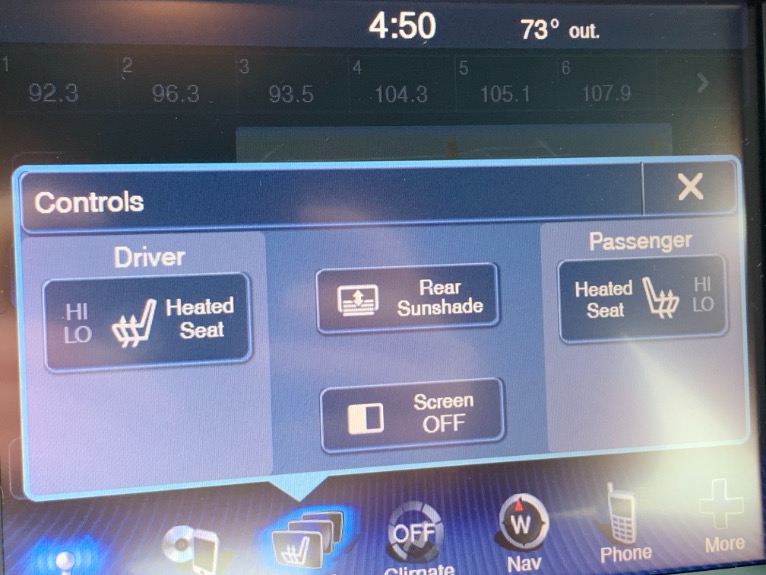 4:50 73° out.
1 2 3 4 5 6
92.3 96.3 93.5 104.3 105.1 107.9
Controls
Driver
HI
LO
Heated
Seat
Rear
Sunshade
Screen
OFF
Passenger
Heated
Seat
HI
LO
OFF
Climate
W
Nav
Phone
More